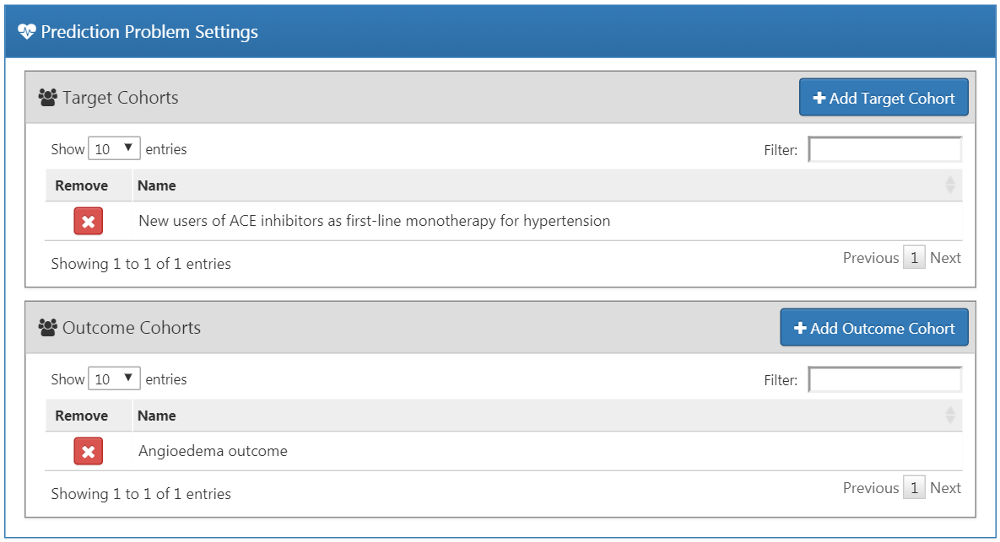 Prediction Problem Settings
Target Cohorts
Add Target Cohort
Show 10 entries
Filter:
Remove Name
New users of ACE inhibitors as first-line monotherapy for hypertension
Showing 1 to 1 of 1 entries
Previous 1 Next
Outcome Cohorts
Add Outcome Cohort
Show 10 entries
Filter:
Remove Name
Angioedema outcome
Showing 1 to 1 of 1 entries
Previous 1 Next